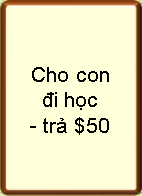 Cho con
đi học
- trả $50